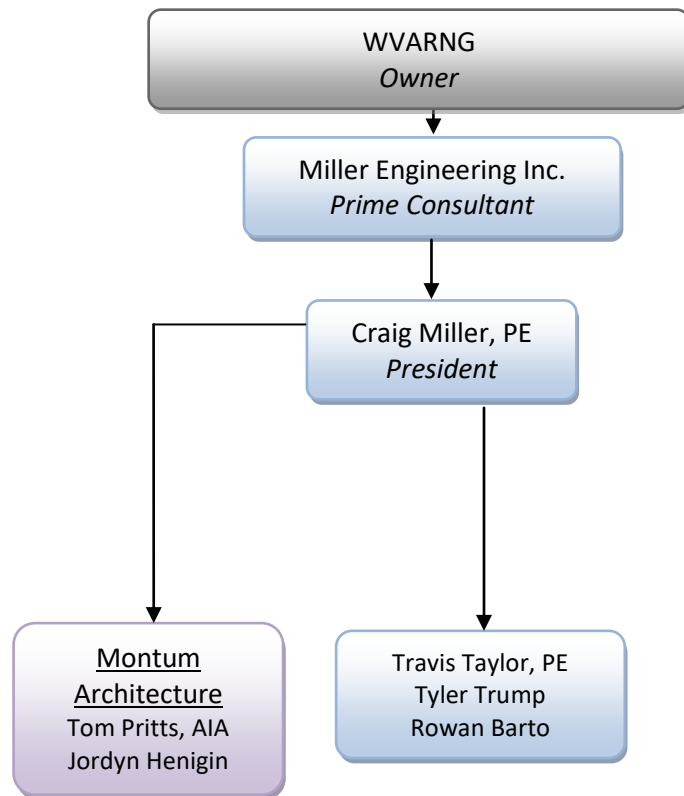 WVARNG
Owner
Miller Engineering Inc.
Prime Consultant
Craig Miller, PE
President
Montum
Architecture
Tom Pritts, AIA
Jordyn Henigin
Travis Taylor, PE
Tyler Trump
Rowan Barto